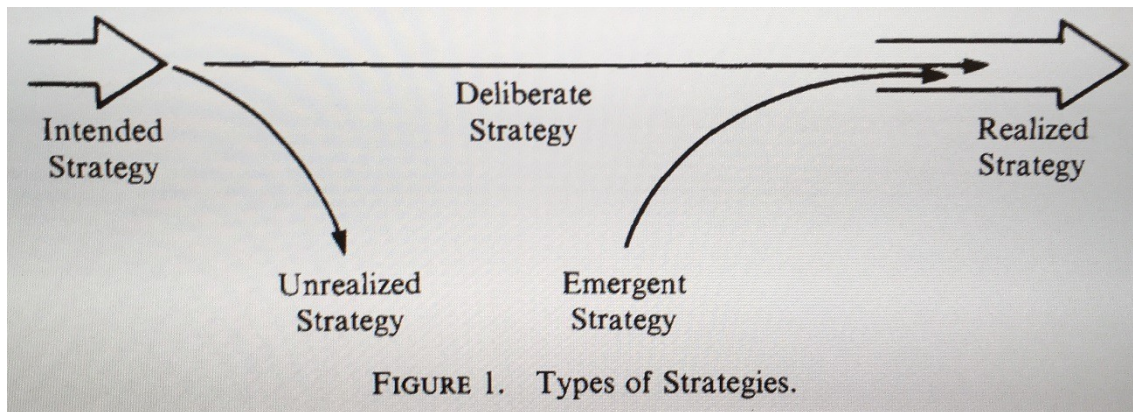 Intended
Strategy
Deliberate
Strategy
Realized
Strategy
Unrealized
Strategy
Emergent
Strategy
FIGURE 1. Types of Strategies.